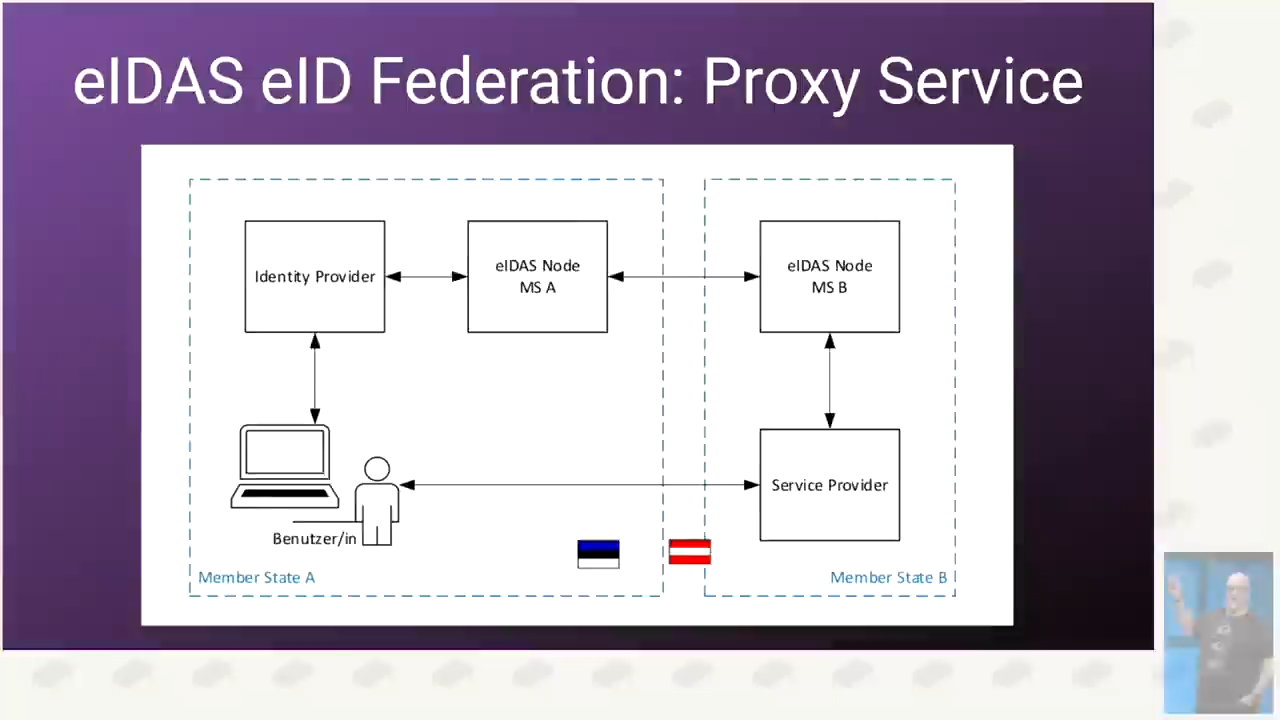 eIDAS eID Federation: Proxy Service
Identity Provider
eIDAS Node
MS A
eIDAS Node
MS B
Service Provider
Benutzer/in
Member State A
Member State B